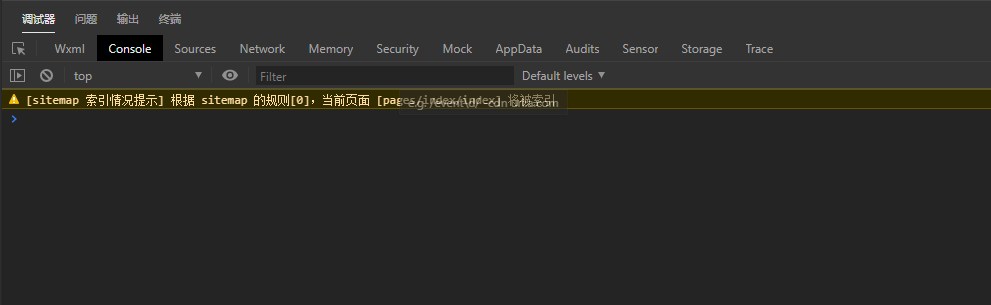 调试器 问题 输出 终端
Wxml Console Sources Network Memory Security Mock AppData Audits Sensor Storage Trace
top Filter Default levels
[sitemap 索引情况提示] 根据 sitemap 的规则[0]，当前页面 [pages/index/index] 将被索引